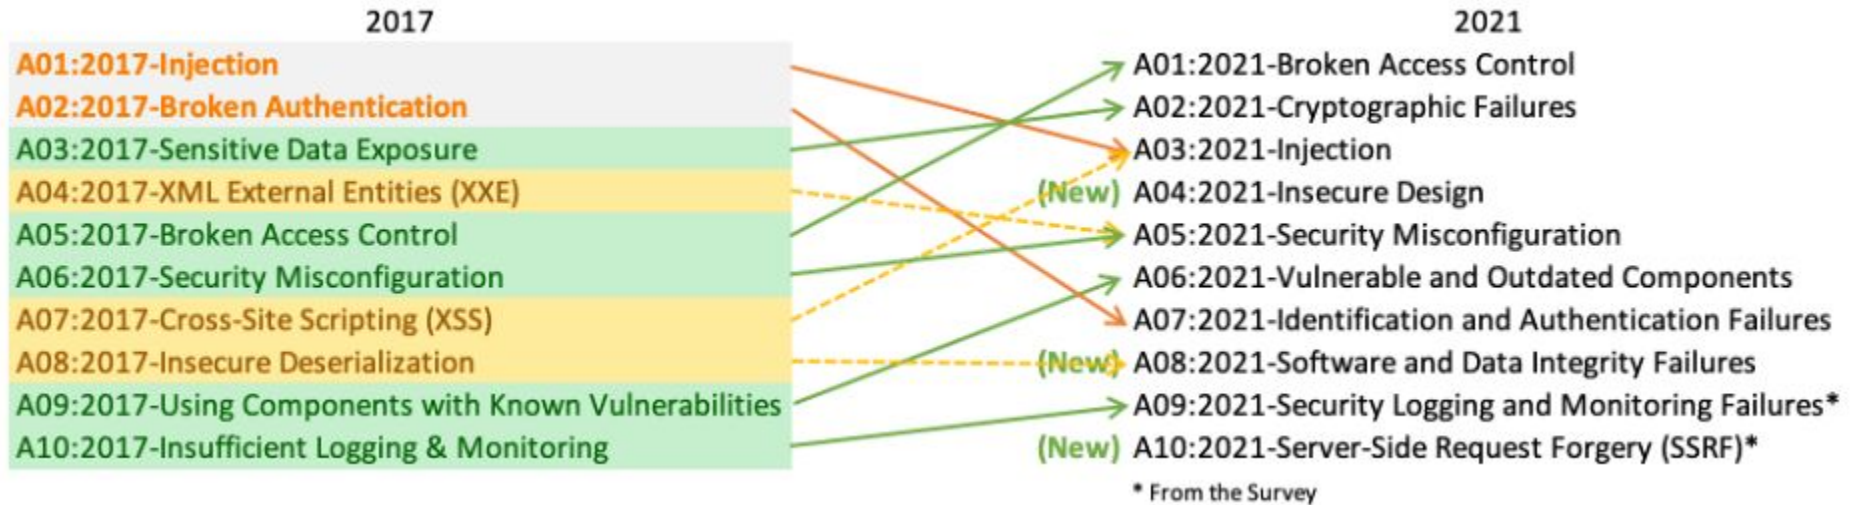 2017
A01:2017-Injection
A02:2017-Broken Authentication
A03:2017-Sensitive Data Exposure
A04:2017-XML External Entities (XXE)
A05:2017-Broken Access Control
A06:2017-Security Misconfiguration
A07:2017-Cross-Site Scripting (XSS)
A08:2017-Insecure Deserialization
A09:2017-Using Components with Known Vulnerabilities
A10:2017-Insufficient Logging & Monitoring
2021
A01:2021-Broken Access Control
A02:2021-Cryptographic Failures
A03:2021-Injection
(New) A04:2021-Insecure Design
A05:2021-Security Misconfiguration
A06:2021-Vulnerable and Outdated Components
A07:2021-Identification and Authentication Failures
(New) A08:2021-Software and Data Integrity Failures
A09:2021-Security Logging and Monitoring Failures*
(New) A10:2021-Server-Side Request Forgery (SSRF)*
* From the Survey